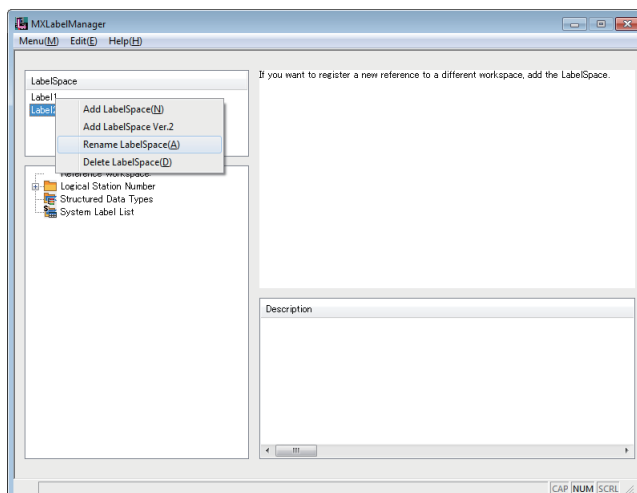 MXLabelManager
Menu(M) Edit(E) Help(H)
LabelSpace
If you want to register a new reference to a different workspace, add the LabelSpace.
Label1
Label2
Add LabelSpace(N)
Add LabelSpace Ver.2
Rename LabelSpace(A)
Delete LabelSpace(D)
Reference Workspace
Logical Station Number
Structured Data Types
System Label List
Description
CAP NUM SCRL